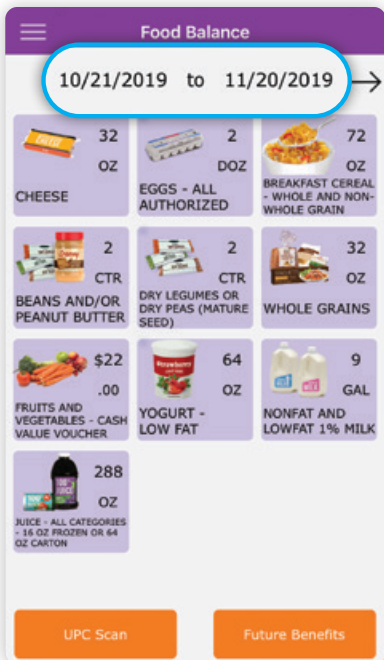 Food Balance
10/21/2019 to 11/20/2019
32
OZ
CHEESE
2
DOZ
EGGS - ALL
AUTHORIZED
72
OZ
BREAKFAST CEREAL
- WHOLE AND NON-
WHOLE GRAIN
2
CTR
BEANS AND/OR
PEANUT BUTTER
2
CTR
DRY LEGUMES OR
DRY PEAS (MATURE
SEED)
32
OZ
WHOLE GRAINS
$22
.00
FRUITS AND
VEGETABLES - CASH
VALUE VOUCHER
64
OZ
YOGURT -
LOW FAT
9
GAL
NONFAT AND
LOWFAT 1% MILK
288
OZ
JUICE - ALL CATEGORIES
- 16 OZ FROZEN OR 64
OZ CARTON
UPC Scan
Future Benefits